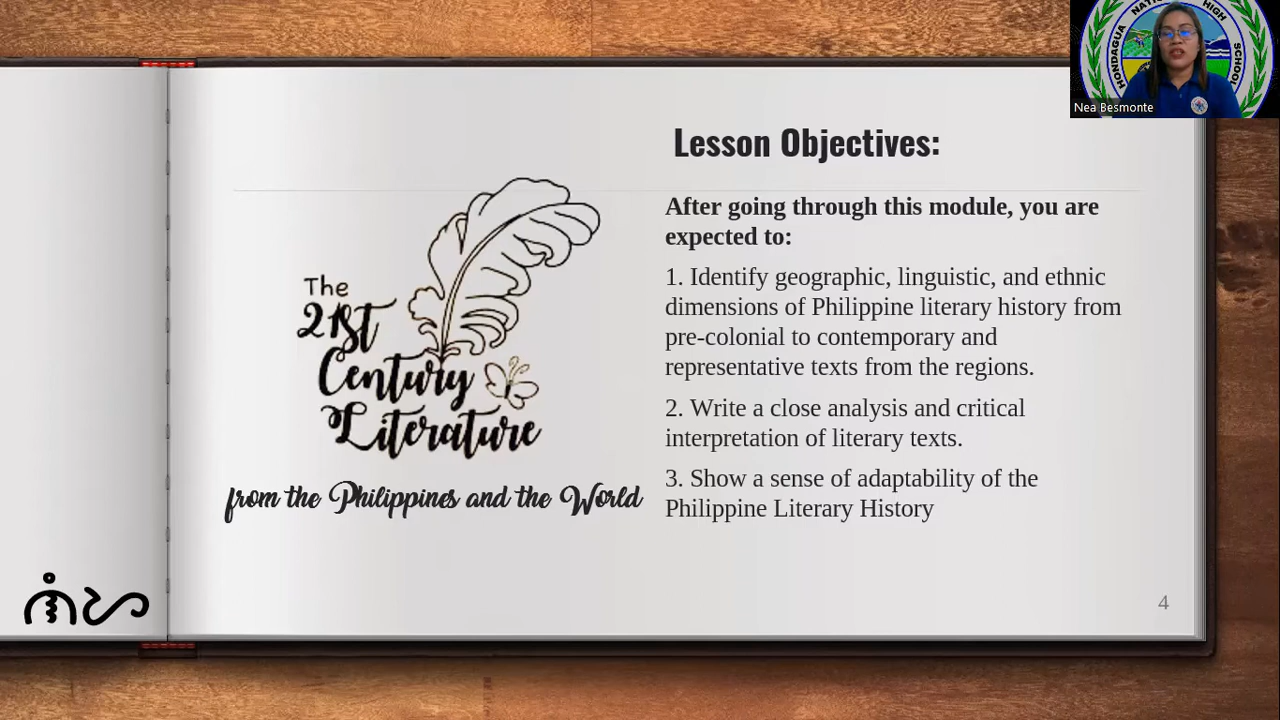 HONDAGUA
HIGH
SCHOOL
Nea Besmonte
Lesson Objectives:
The
21st
Century
Literature
from the Philippines and the World
After going through this module, you are
expected to:
1. Identify geographic, linguistic, and ethnic
dimensions of Philippine literary history from
pre-colonial to contemporary and
representative texts from the regions.
2. Write a close analysis and critical
interpretation of literary texts.
3. Show a sense of adaptability of the
Philippine Literary History
4